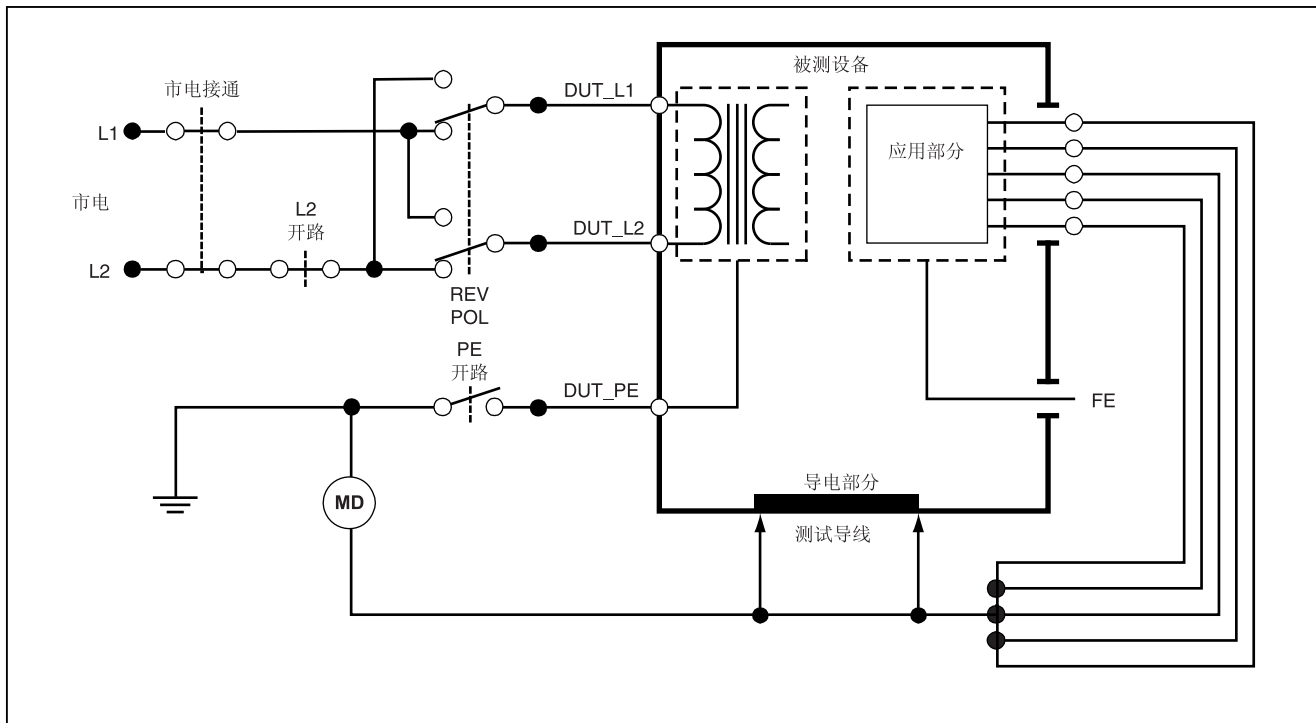 被测设备
市电接通
DUT_L1
L1
应用部分
市电
L2
开路
DUT_L2
L2
REV
POL
PE
开路
DUT_PE
FE
导电部分
MD
测试导线